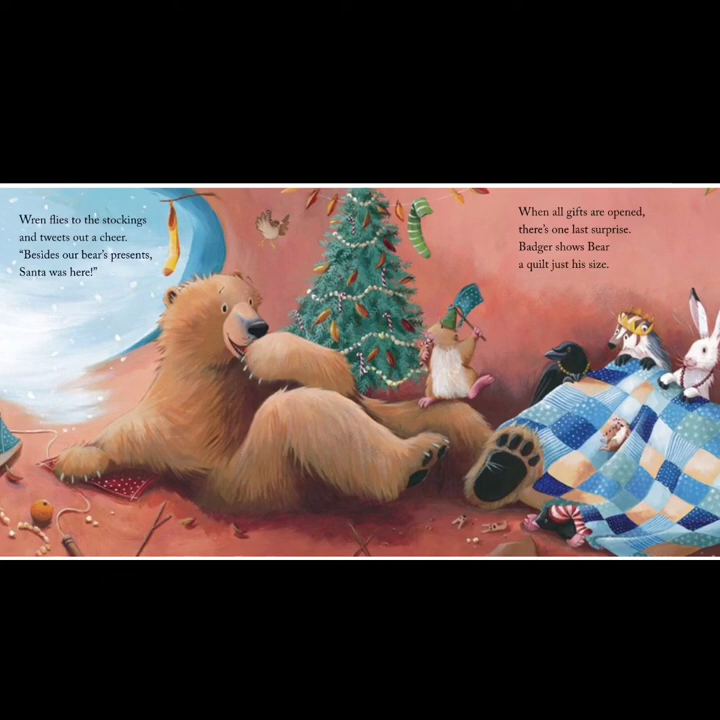 Wren flies to the stockings
and tweets out a cheer.
“Besides our bear’s presents,
Santa was here!”
When all gifts are opened,
there’s one last surprise.
Badger shows Bear
a quilt just his size.